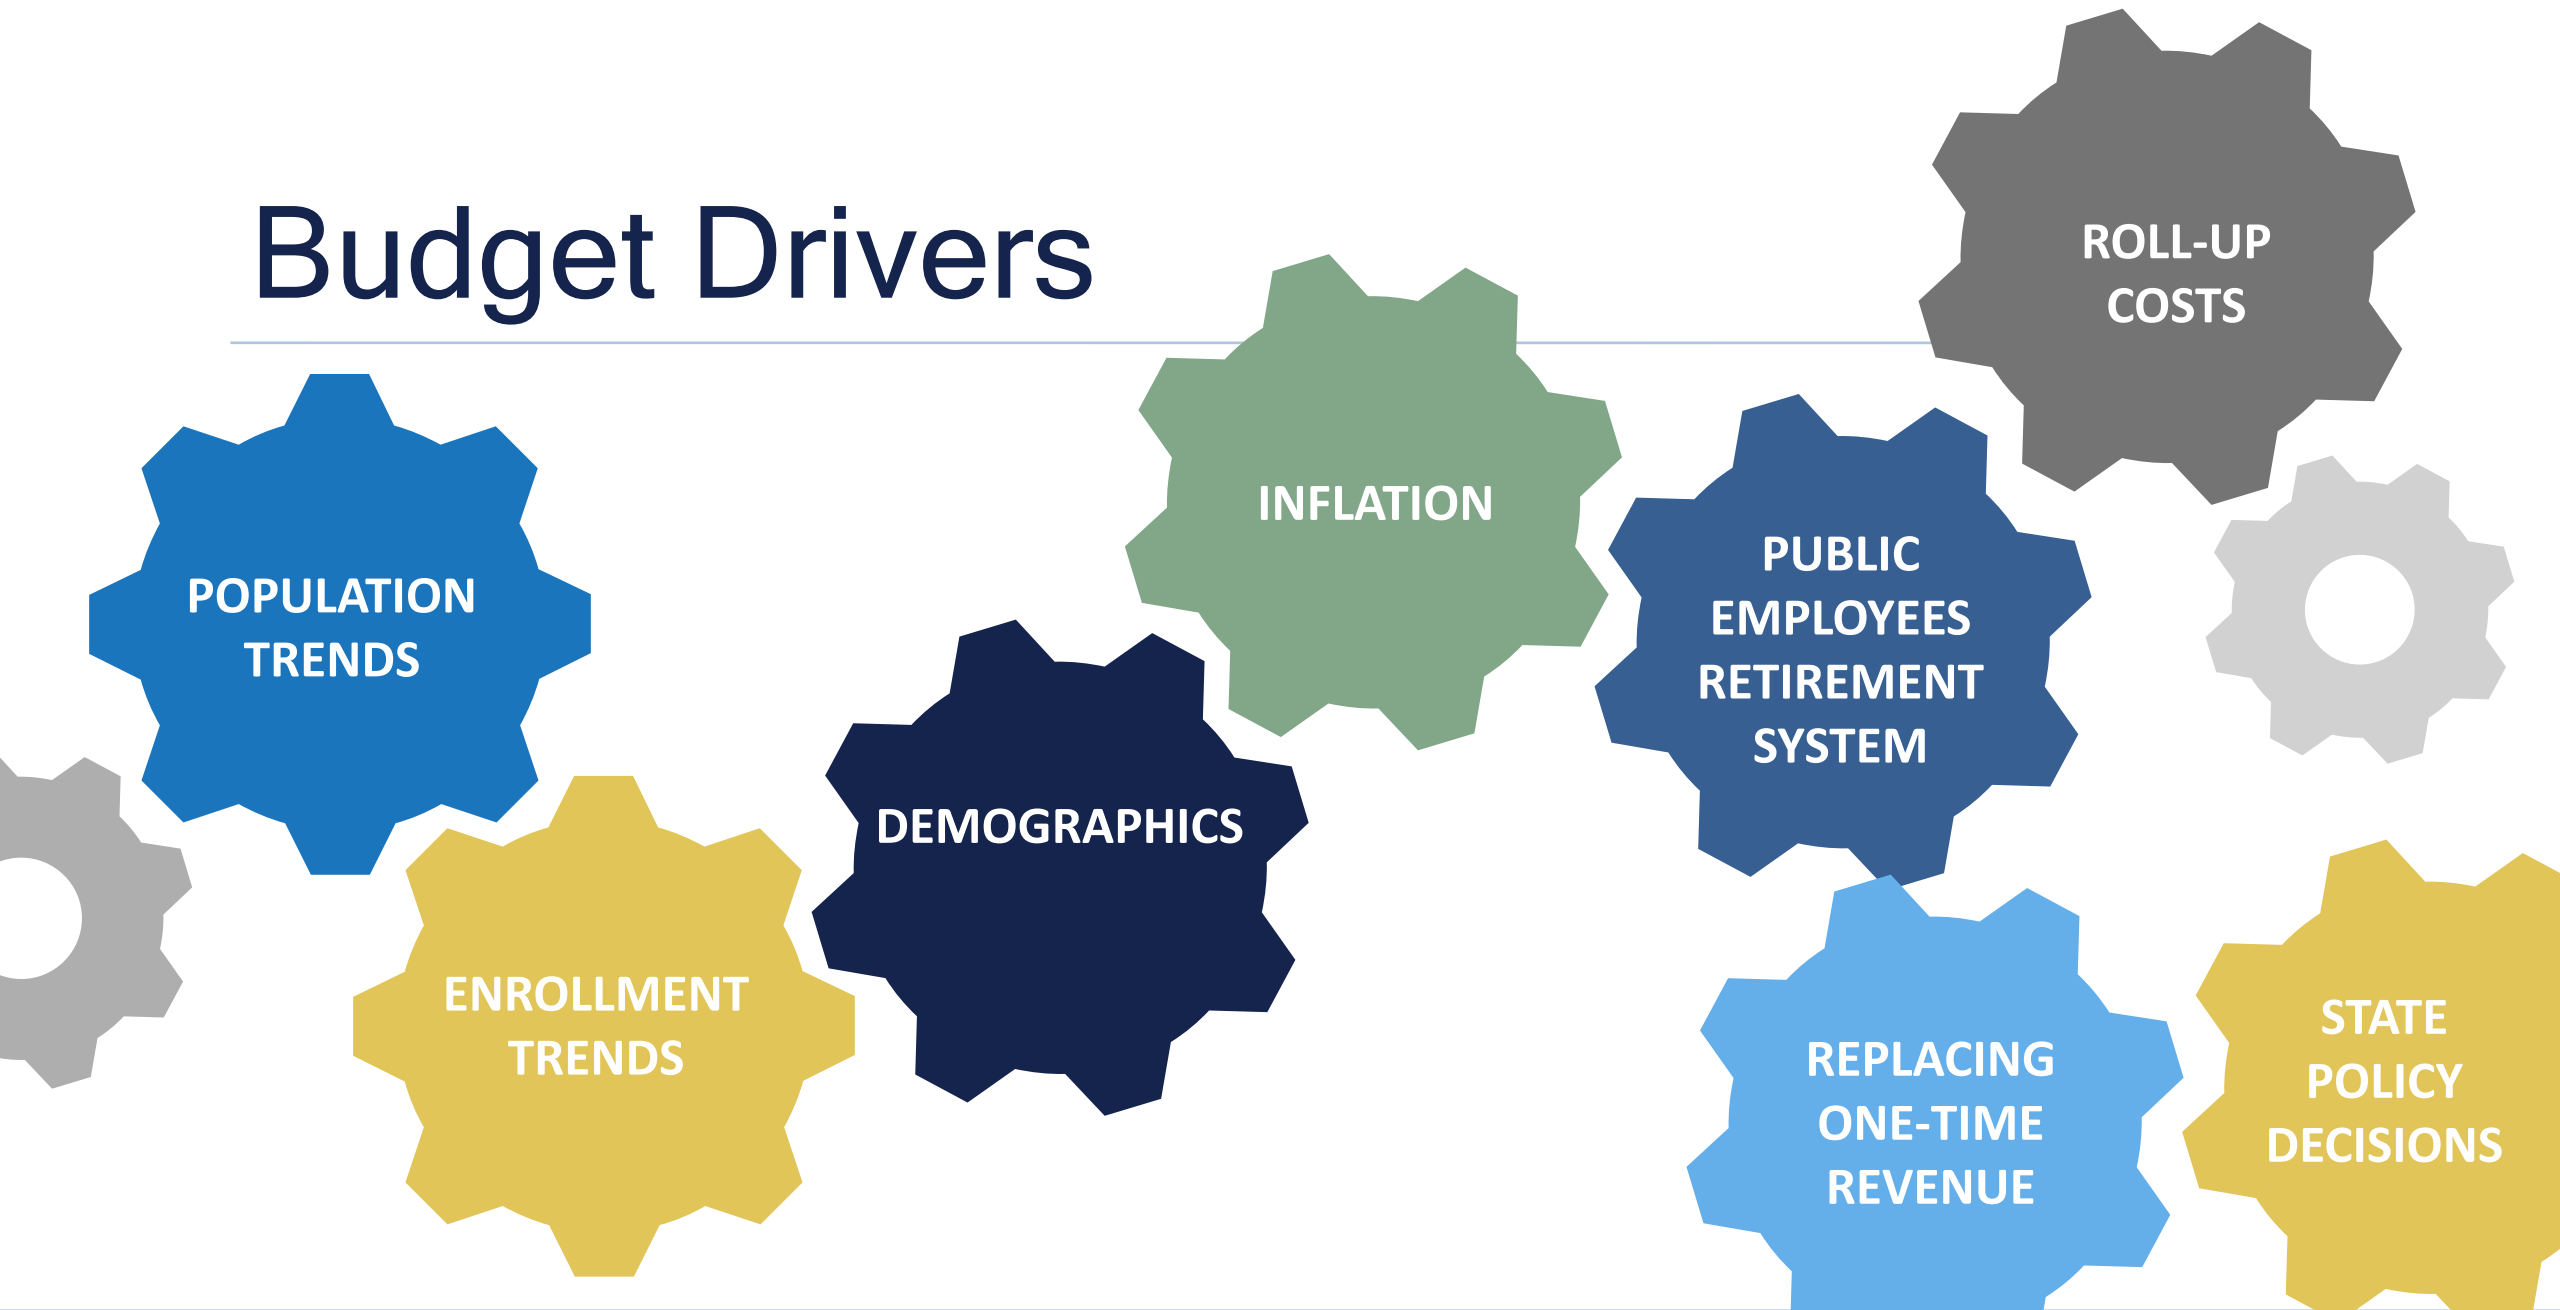 Budget Drivers
ROLL-UP
COSTS
INFLATION
PUBLIC
EMPLOYEES
RETIREMENT
SYSTEM
POPULATION
TRENDS
DEMOGRAPHICS
ENROLLMENT
TRENDS
REPLACING
ONE-TIME
REVENUE
STATE
POLICY
DECISIONS